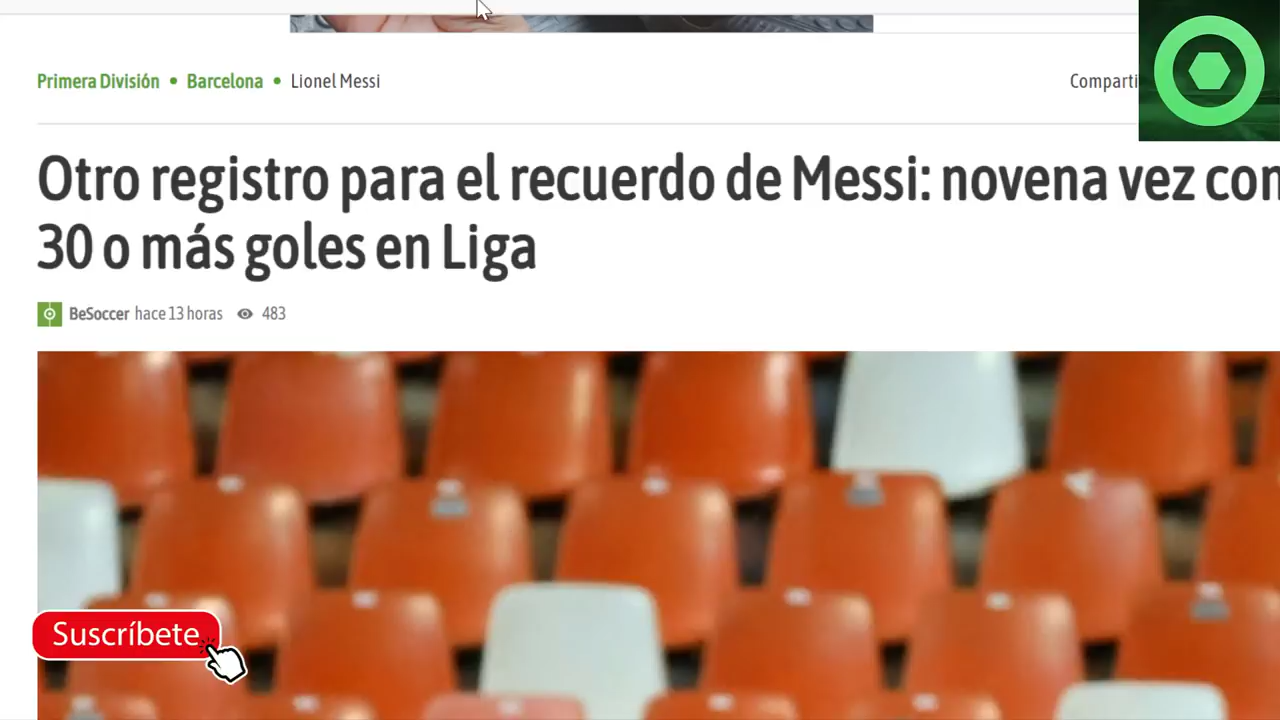 Primera División • Barcelona • Lionel Messi
Comparti
Otro registro para el recuerdo de Messi: novena vez con
30 o más goles en Liga
BeSoccer hace 13 horas 483
Suscríbete